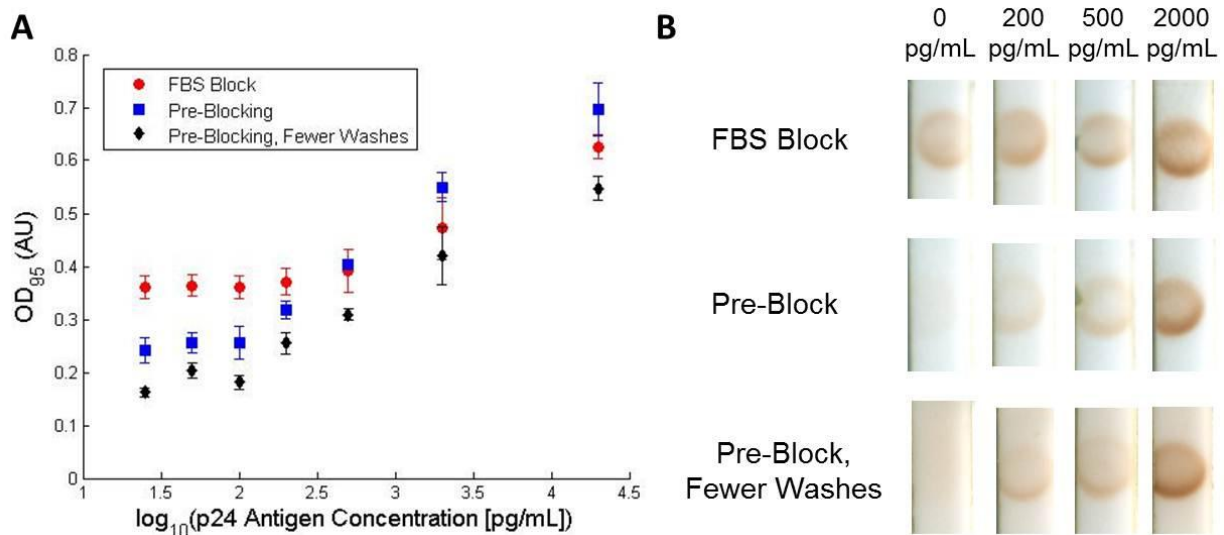 A
0.8
0.7
0.6
0.5
0.4
0.3
0.2
0.1
0
OD95 (AU)
FBS Block
Pre-Blocking
Pre-Blocking, Fewer Washes
1 1.5 2 2.5 3 3.5 4 4.5
log10(p24 Antigen Concentration [pg/mL])
B
0 200 500 2000
pg/mL pg/mL pg/mL pg/mL
FBS Block
Pre-Block
Pre-Block,
Fewer Washes